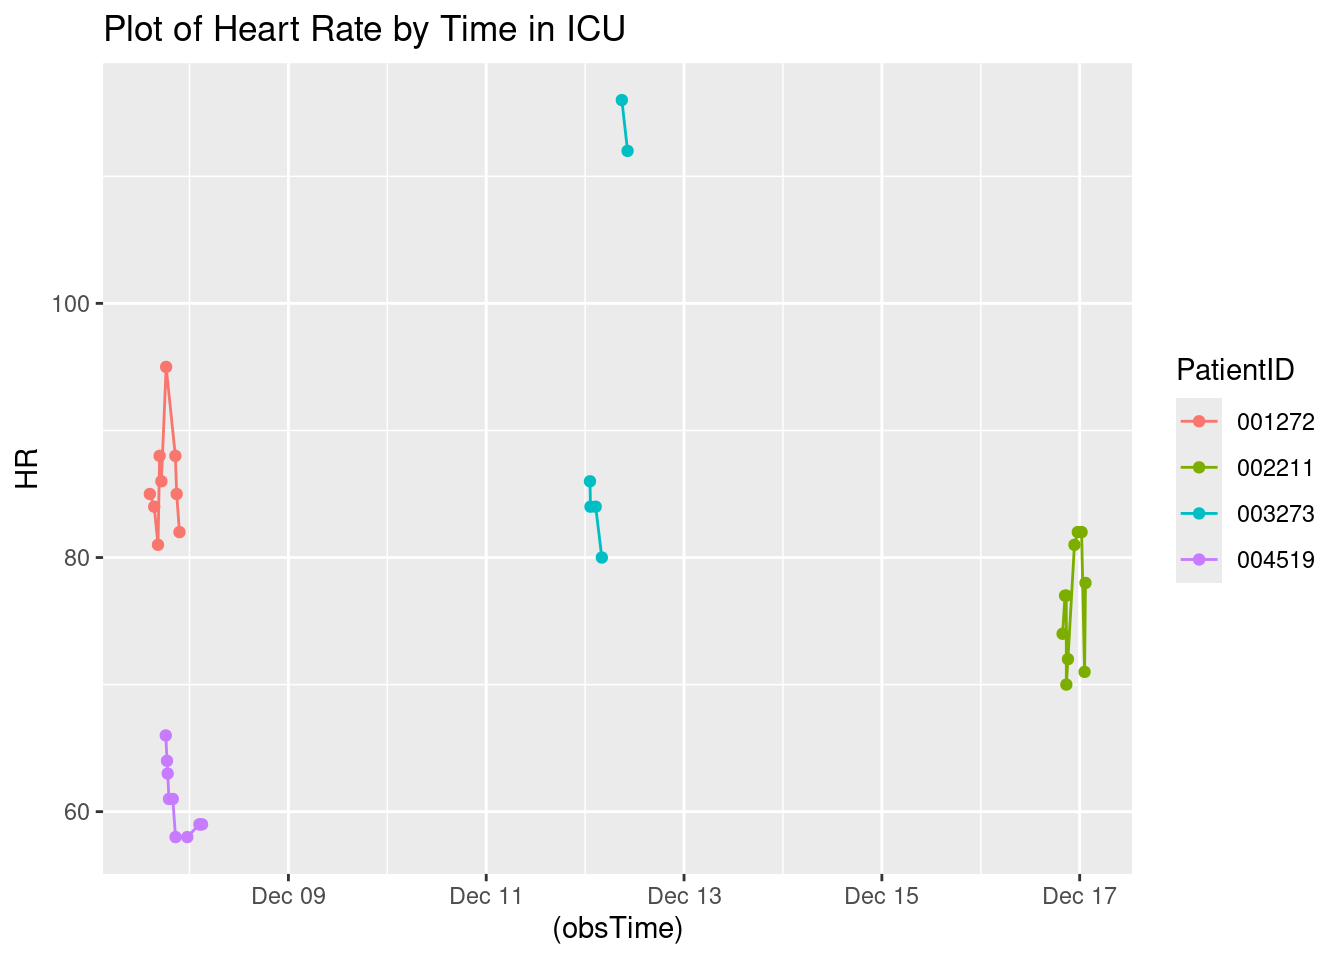 Plot of Heart Rate by Time in ICU
HR
100
80
60
Dec 09 Dec 11 Dec 13 Dec 15 Dec 17
(obsTime)
PatientID
001272
002211
003273
004519